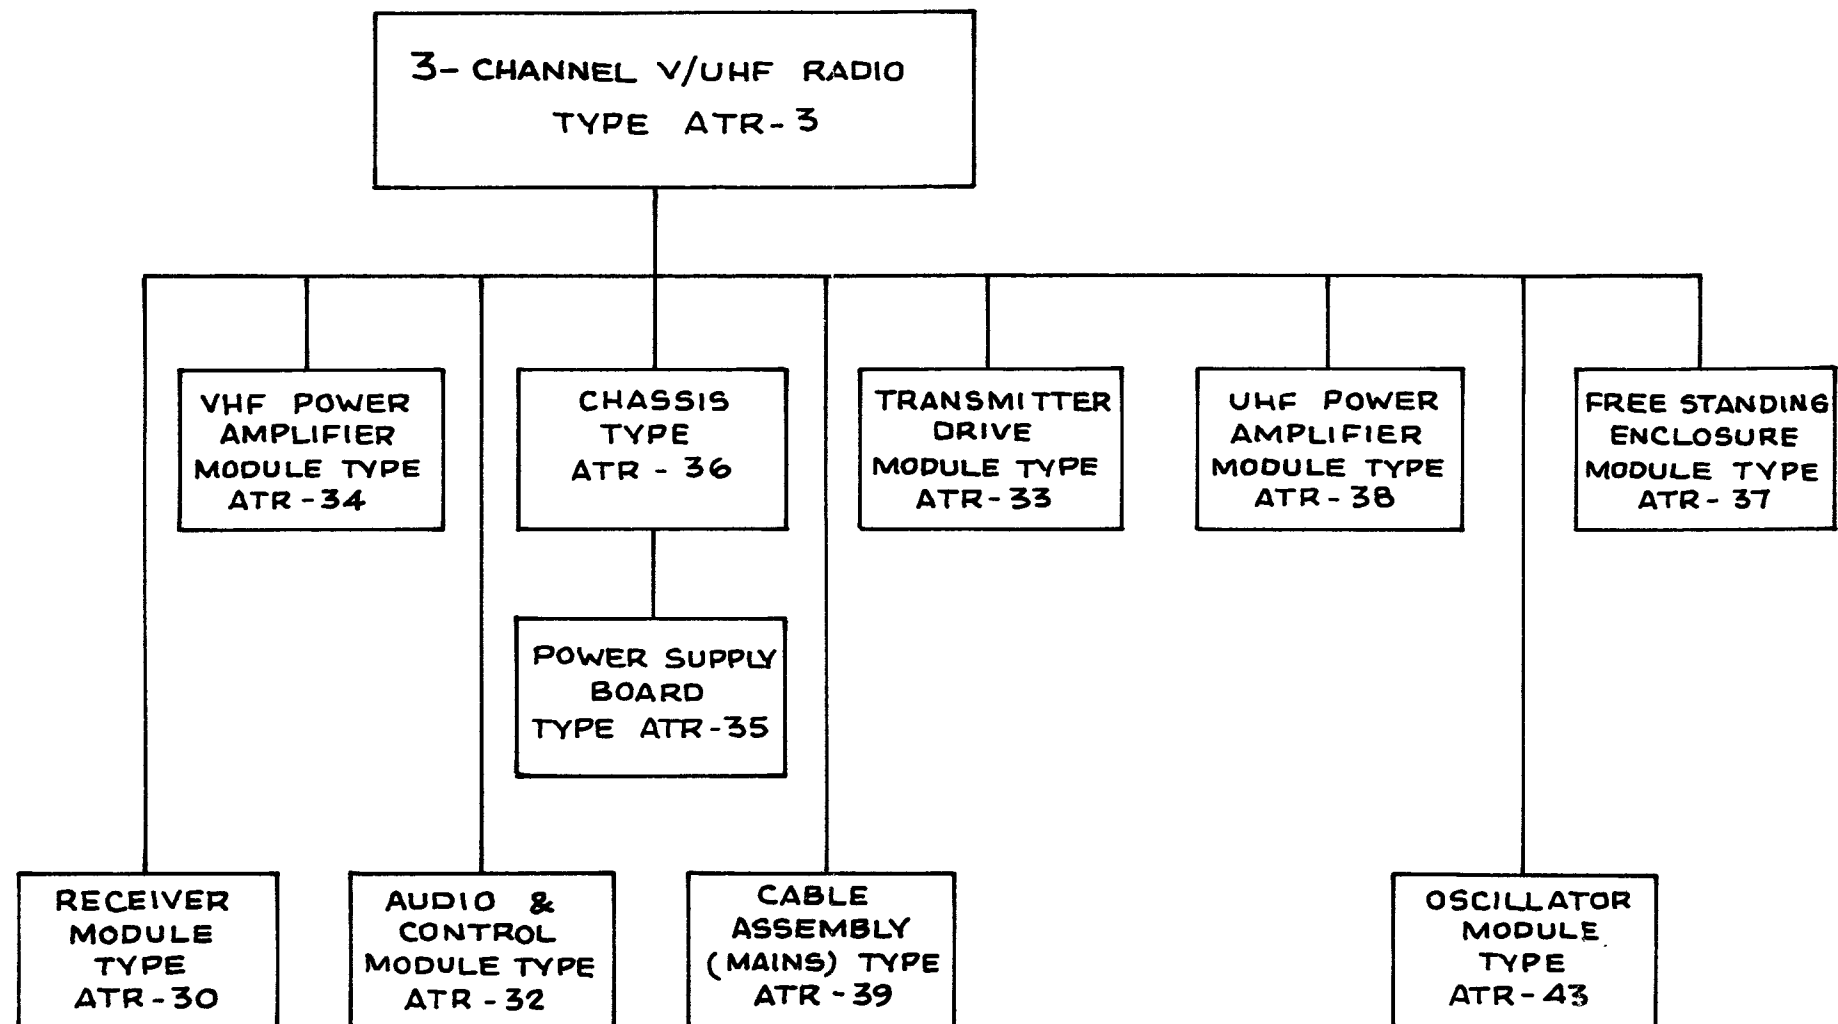 3- CHANNEL V/UHF RADIO
TYPE ATR-3
VHF POWER
AMPLIFIER
MODULE TYPE
ATR-34
CHASSIS
TYPE
ATR - 36
TRANSMITTER
DRIVE
MODULE TYPE
ATR-33
UHF POWER
AMPLIFIER
MODULE TYPE
ATR-38
FREE STANDING
ENCLOSURE
MODULE TYPE
ATR-37
POWER SUPPLY
BOARD
TYPE ATR-35
RECEIVER
MODULE
TYPE
ATR-30
AUDIO &
CONTROL
MODULE TYPE
ATR-32
CABLE
ASSEMBLY
(MAINS) TYPE
ATR-39
OSCILLATOR
MODULE
TYPE
ATR-43